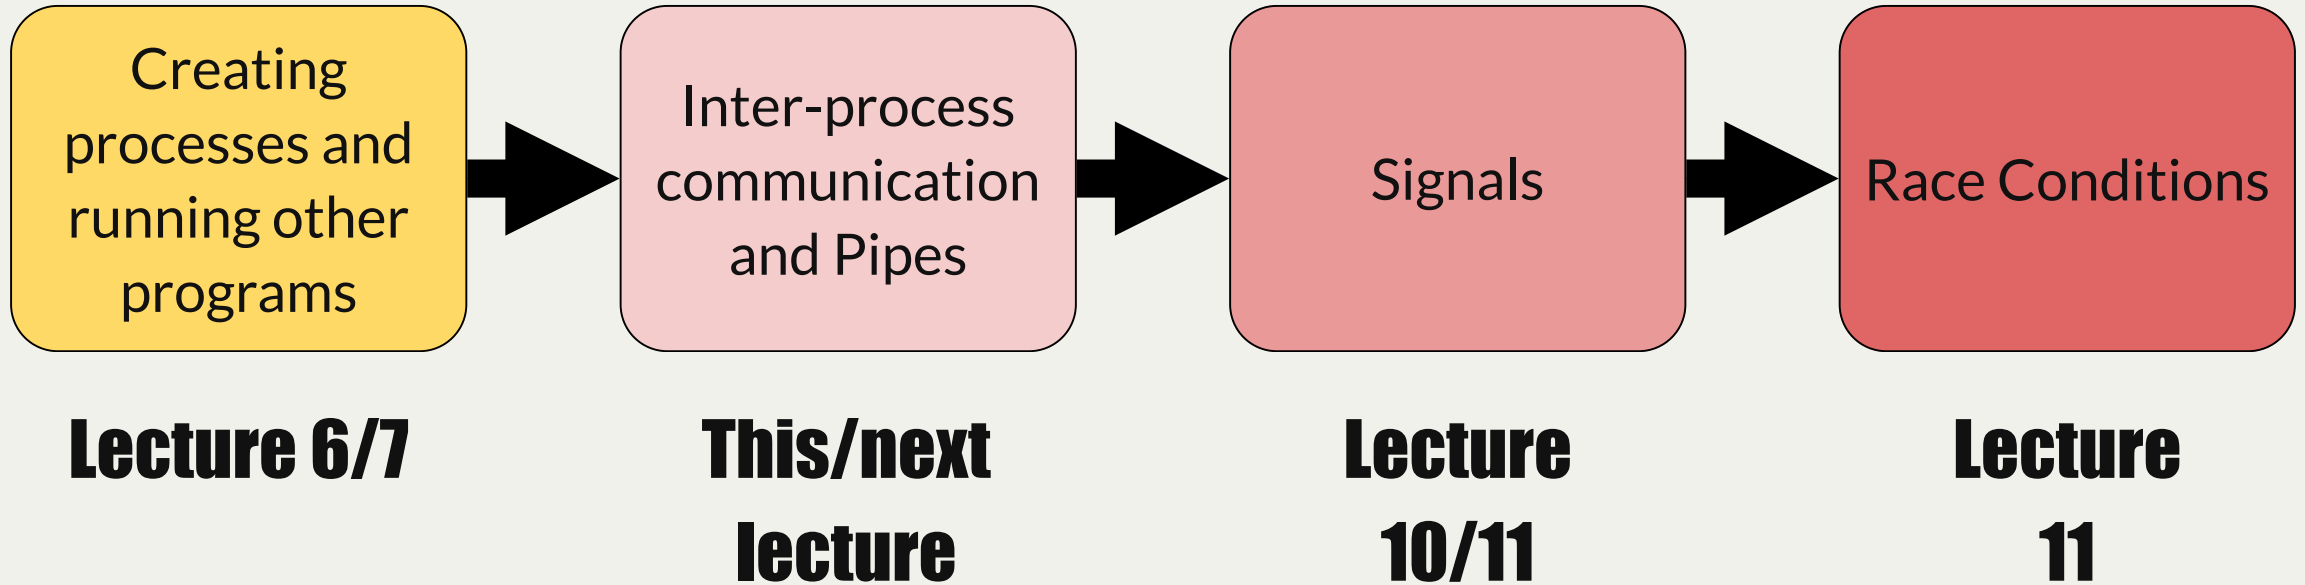 Creating
processes and
running other
programs
Inter-process
communication
and Pipes
Signals
Race Conditions
Lecture 6/7
This/next
lecture
Lecture
10/11
Lecture
11